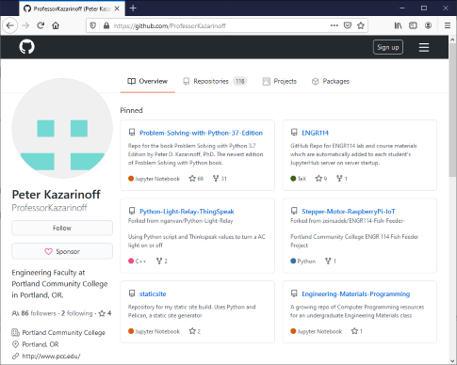 ProfessorKazarinoff (Peter Kaz
https://github.com/ProfessorKazarinoff
Sign up
Overview
Repositories 116
Projects
Packages
Peter Kazarinoff
ProfessorKazarinoff
Follow
Sponsor
Engineering Faculty at
Portland Community College
in Portland, OR.
86 followers · 2 following · 4
Portland Community College
Portland, OR
http://www.pcc.edu/
Pinned
Problem-Solving-with-Python-37-Edition
Repo for the book Problem Solving with Python 3.7
Edition by Peter D. Kazarinoff, PhD. The newest edition
of Problem Solving with Python book.
Jupyter Notebook 69 31
ENGR114
GitHub Repo for ENGR114 lab and course materials
which are automatically added to each student's
JupyterHub server on server startup.
TeX 9 1
Python-Light-Relay-ThingSpeak
Forked from nganvan/Python-Light-Relay
Using Python script and Thinkspeak values to turn a AC
light on or off
C++ 2
Stepper-Motor-RaspberryPi-IoT
Forked from zeinzadek/ENGR114-Fish Feeder
Portland Community College ENGR 114 Fish Feeder
Project
Python 1
staticsite
Repository for my static site build. Uses Python and
Pelican, a static site generator
Jupyter Notebook 2
Engineering-Materials-Programming
A growing repo of Computer Programming resources
for an undergraduate Engineering Materials class
Jupyter Notebook 1